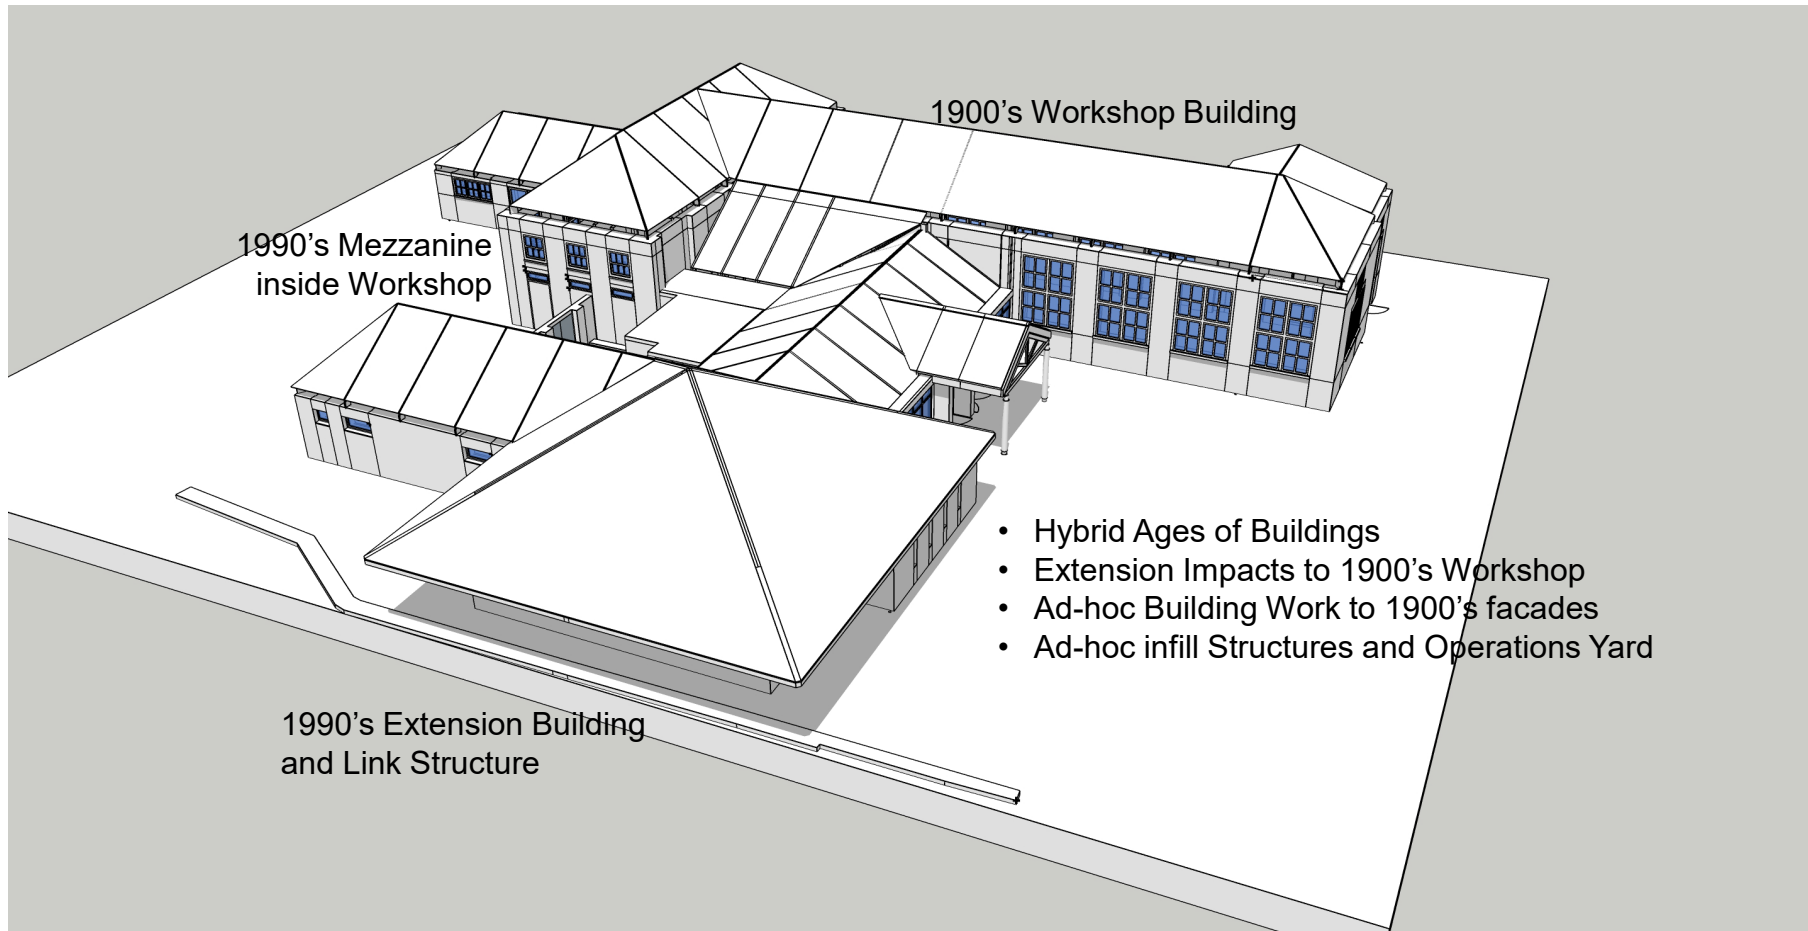 1900’s Workshop Building
1990’s Mezzanine
inside Workshop
• Hybrid Ages of Buildings
• Extension Impacts to 1900’s Workshop
• Ad-hoc Building Work to 1900’s facades
• Ad-hoc infill Structures and Operations Yard
1990’s Extension Building
and Link Structure